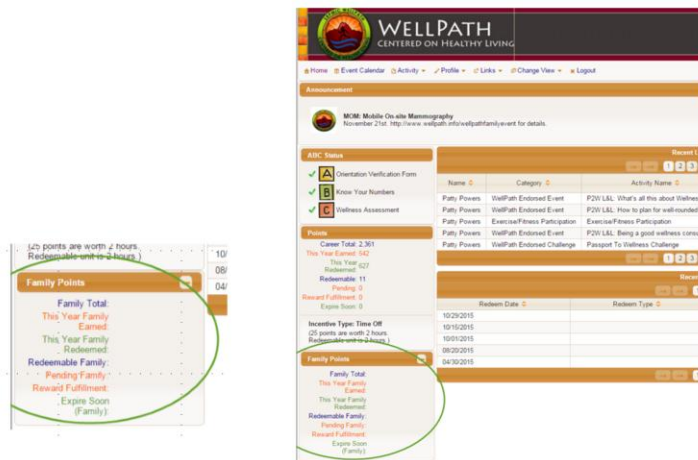 (25 points are worth 2 hours.
Redeemable unit is 2 hours.)
10/
08/
04/
Family Points
Family Total:
This Year Family
Earned:
This Year Family
Redeemed:
Redeemable Family:
Pending Family:
Reward Fulfillment:
Expire Soon
(Family):
WELLPATH
CENTERED ON HEALTHY LIVING
Home Event Calendar Activity Profile Links Change View Logout
Announcement
MOM: Mobile On-site Mammography
November 21st. http://www.wellpath.info/wellpathfamilyevent for details.
ABC Status
A Orientation Verification Form
B Know Your Numbers
C Wellness Assessment
Points
Career Total: 2,361
This Year Earned: 642
This Year
Redeemed: 627
Redeemable: 11
Pending: 0
Reward Fulfillment: 0
Expire Soon: 0
Incentive Type: Time Off
(25 points are worth 2 hours.
Redeemable unit is 2 hours.)
Family Points
Family Total:
This Year Family
Earned:
This Year Family
Redeemed:
Redeemable Family:
Pending Family:
Reward Fulfillment:
Expire Soon
(Family):
Recent
1 2 3
Name Category Activity Name
Patty Powers WellPath Endorsed Event P2W L&L: What's all this about Wellnes
Patty Powers WellPath Endorsed Event P2W L&L: How to plan for well-rounded
Patty Powers Exercise/Fitness Participation Exercise/Fitness Participation
Patty Powers WellPath Endorsed Event P2W L&L: Being a good wellness consu
Patty Powers WellPath Endorsed Challenge Passport To Wellness Challenge
1 2 3
Recen
Redeem Date Redeem Type
10/29/2015
10/15/2015
10/01/2015
08/20/2015
04/30/2015